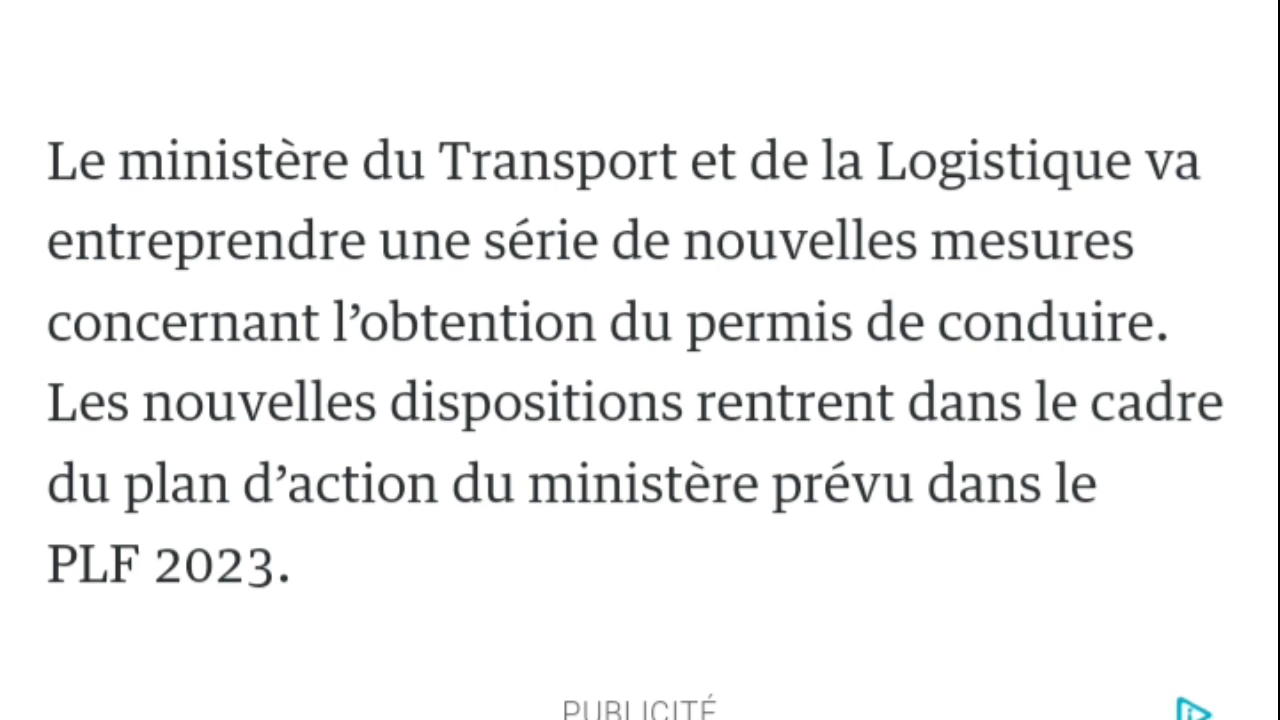 Le ministère du Transport et de la Logistique va
entreprendre une série de nouvelles mesures
concernant l’obtention du permis de conduire.
Les nouvelles dispositions rentrent dans le cadre
du plan d’action du ministère prévu dans le
PLF 2023.
PUBLICITÉ